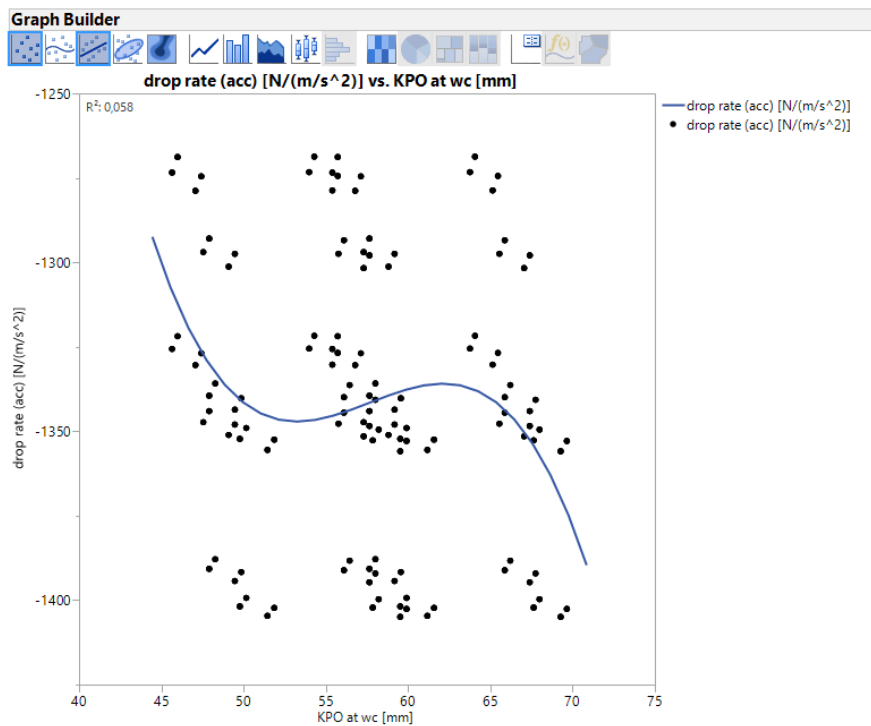 Graph Builder
drop rate (acc) [N/(m/s^2)] vs. KPO at wc [mm]
R²: 0,058
drop rate (acc) [N/(m/s^2)]
drop rate (acc) [N/(m/s^2)]
-1250
-1300
-1350
-1400
drop rate (acc) [N/(m/s^2)]
40
45
50
55
60
65
70
75
KPO at wc [mm]